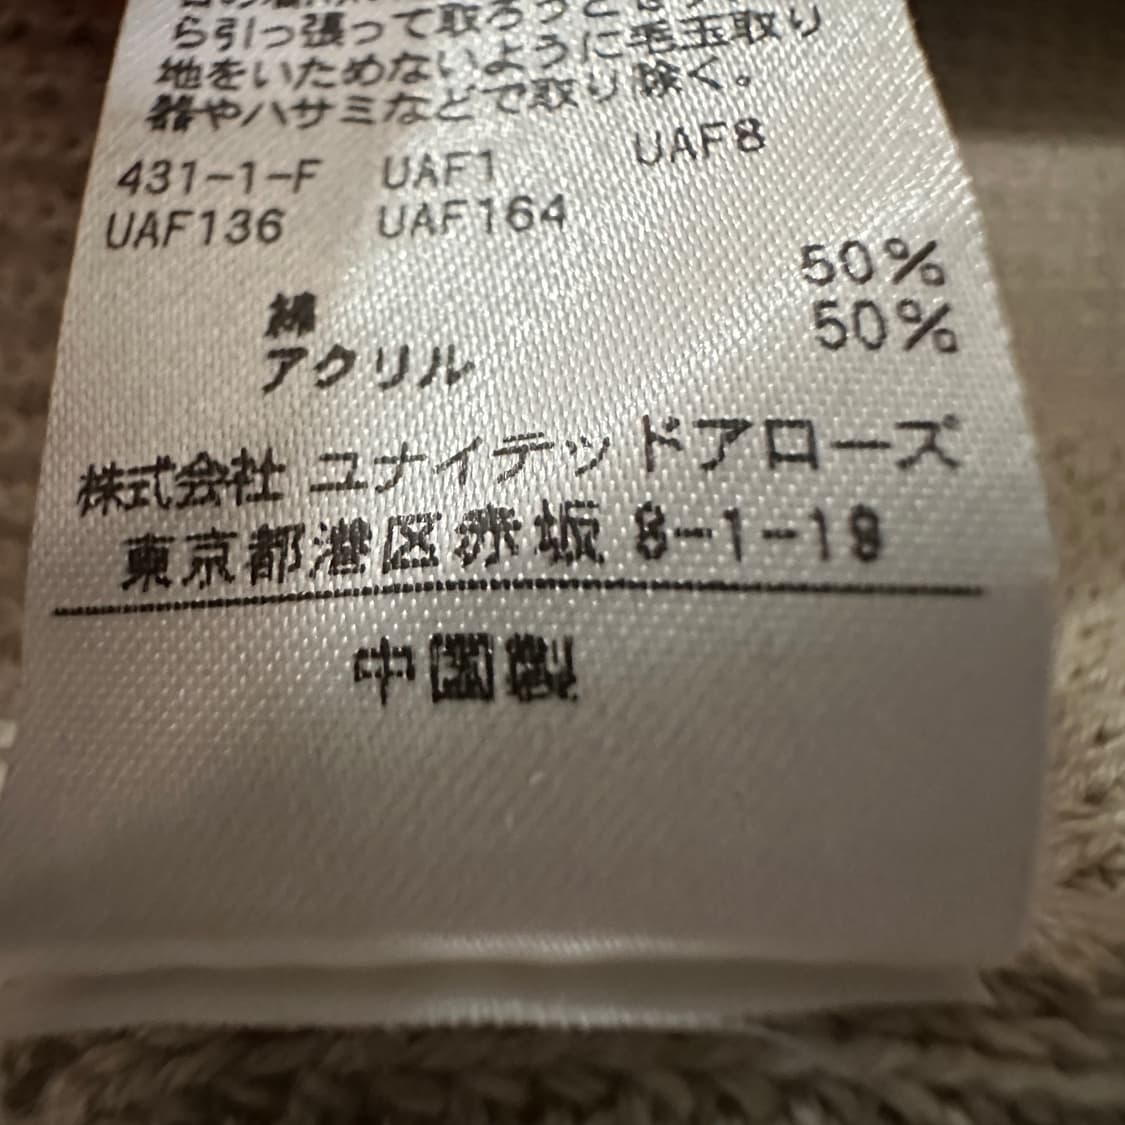 ら引っ張って取ろうとせず
地をいためないように毛玉取り
器やハサミなどで取り除く。
431-1-F UAF1 UAF8
UAF136 UAF164
綿 50%
アクリル 50%
株式会社 ユナイテッドアローズ
東京都港区赤坂 8-1-19
中国製